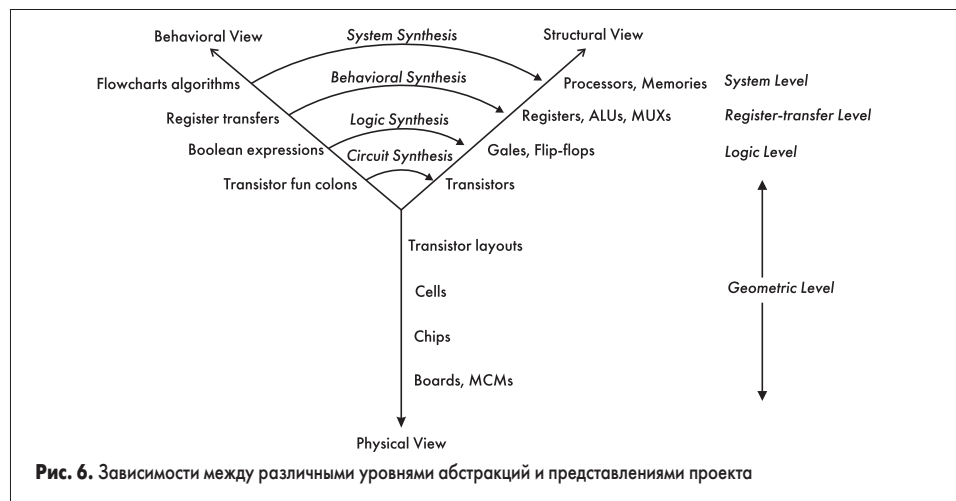 Behavioral View
System Synthesis
Structural View
Flowcharts algorithms
Behavioral Synthesis
Processors, Memories
System Level
Register transfers
Logic Synthesis
Registers, ALUs, MUXs
Register-transfer Level
Boolean expressions
Circuit Synthesis
Gales, Flip-flops
Logic Level
Transistor fun colons
Transistors
Transistor layouts
Cells
Geometric Level
Chips
Boards, MCMs
Physical View
Рис. 6. Зависимости между различными уровнями абстракций и представлениями проекта